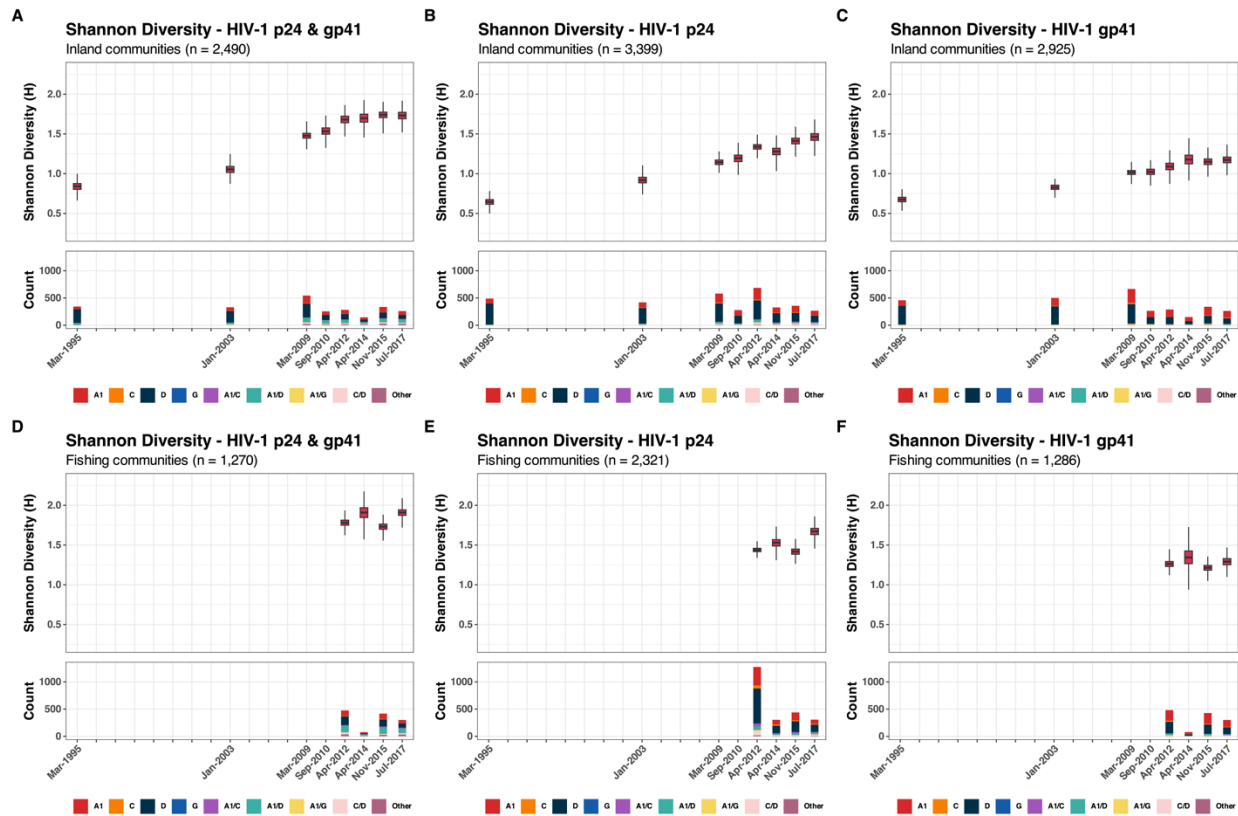 A
Shannon Diversity - HIV-1 p24 & gp41
Inland communities (n = 2,490)
Shannon Diversity (H)
2.0
1.5
1.0
0.5
Count
1000
500
0
Mar-1995
Jan-2003
Mar-2009
Sep-2010
Apr-2012
Apr-2014
Nov-2015
Jul-2017
A1 C D G A1/C A1/D A1/G C/D Other
B
Shannon Diversity - HIV-1 p24
Inland communities (n = 3,399)
Shannon Diversity (H)
2.0
1.5
1.0
0.5
Count
1000
500
0
Mar-1995
Jan-2003
Mar-2009
Sep-2010
Apr-2012
Apr-2014
Nov-2015
Jul-2017
A1 C D G A1/C A1/D A1/G C/D Other
C
Shannon Diversity - HIV-1 gp41
Inland communities (n = 2,925)
Shannon Diversity (H)
2.0
1.5
1.0
0.5
Count
1000
500
0
Mar-1995
Jan-2003
Mar-2009
Sep-2010
Apr-2012
Apr-2014
Nov-2015
Jul-2017
A1 C D G A1/C A1/D A1/G C/D Other
D
Shannon Diversity - HIV-1 p24 & gp41
Fishing communities (n = 1,270)
Shannon Diversity (H)
2.0
1.5
1.0
0.5
Count
1000
500
0
Mar-1995
Jan-2003
Mar-2009
Sep-2010
Apr-2012
Apr-2014
Nov-2015
Jul-2017
A1 C D G A1/C A1/D A1/G C/D Other
E
Shannon Diversity - HIV-1 p24
Fishing communities (n = 2,321)
Shannon Diversity (H)
2.0
1.5
1.0
0.5
Count
1000
500
0
Mar-1995
Jan-2003
Mar-2009
Sep-2010
Apr-2012
Apr-2014
Nov-2015
Jul-2017
A1 C D G A1/C A1/D A1/G C/D Other
F
Shannon Diversity - HIV-1 gp41
Fishing communities (n = 1,286)
Shannon Diversity (H)
2.0
1.5
1.0
0.5
Count
1000
500
0
Mar-1995
Jan-2003
Mar-2009
Sep-2010
Apr-2012
Apr-2014
Nov-2015
Jul-2017
A1 C D G A1/C A1/D A1/G C/D Other